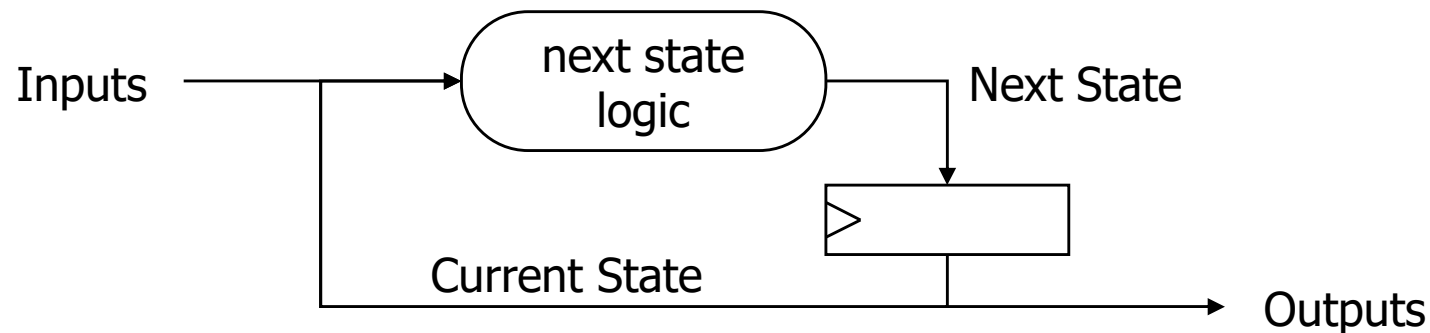 next state
logic
Inputs
Next State
Current State
Outputs